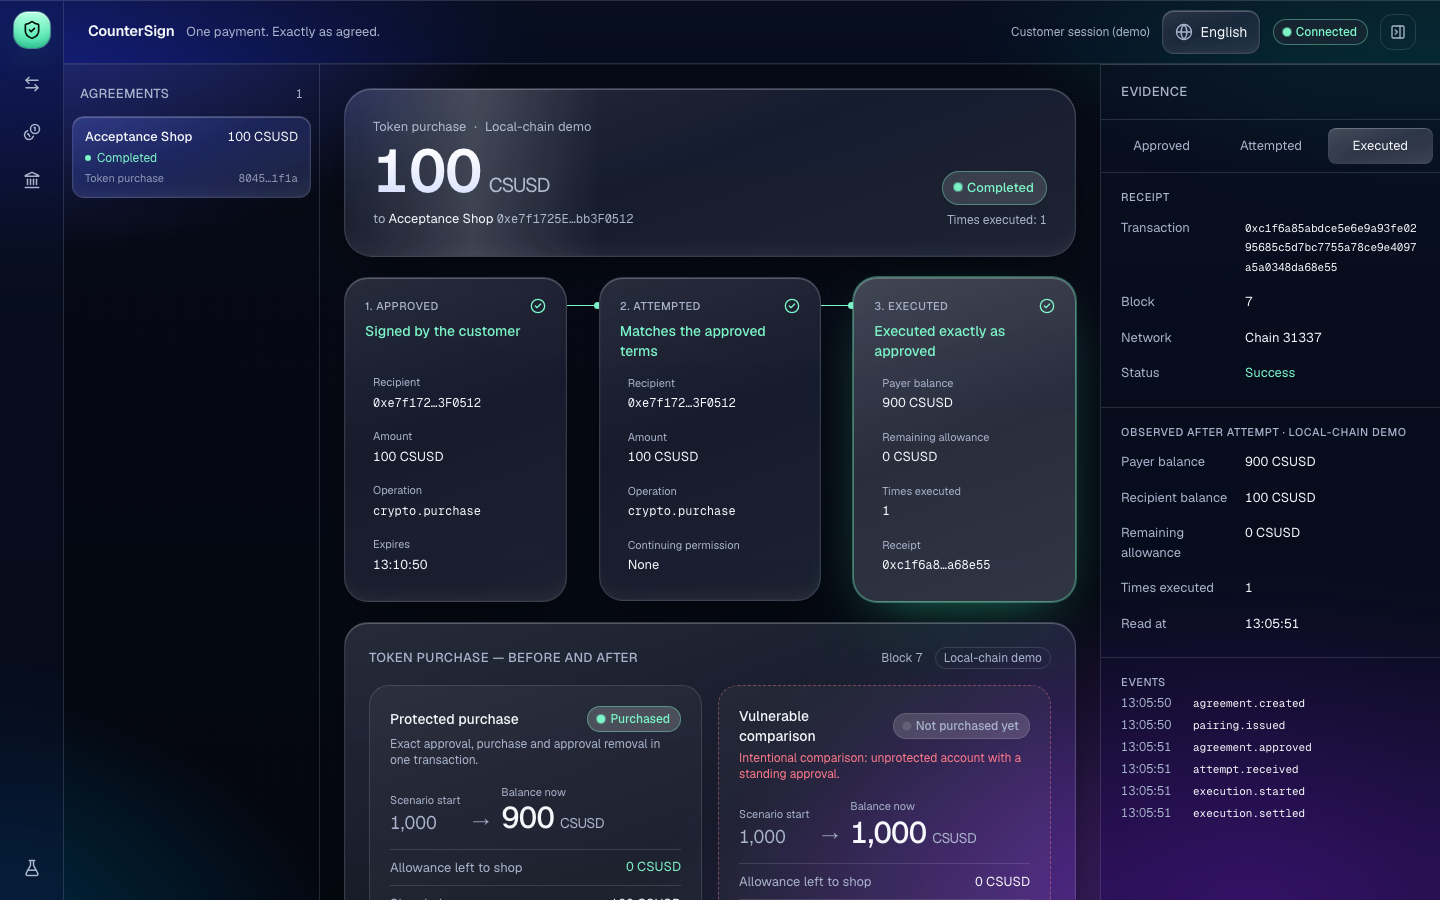 CounterSign One payment. Exactly as agreed.
Customer session (demo)
English
Connected
AGREEMENTS 1
Acceptance Shop 100 CSUSD
Completed
Token purchase 8045…1f1a
Token purchase · Local-chain demo
100 CSUSD
Completed
to Acceptance Shop 0xe7f1725E…bb3F0512
Times executed: 1
1. APPROVED
Signed by the customer
Recipient
0xe7f172…3F0512
Amount
100 CSUSD
Operation
crypto.purchase
Expires
13:10:50
2. ATTEMPTED
Matches the approved
terms
Recipient
0xe7f172…3F0512
Amount
100 CSUSD
Operation
crypto.purchase
Continuing permission
None
3. EXECUTED
Executed exactly as
approved
Payer balance
900 CSUSD
Remaining allowance
0 CSUSD
Times executed
1
Receipt
0xc1f6a8…a68e55
TOKEN PURCHASE — BEFORE AND AFTER
Block 7
Local-chain demo
Protected purchase
Purchased
Exact approval, purchase and approval removal in
one transaction.
Scenario start
1,000
→
Balance now
900 CSUSD
Allowance left to shop 0 CSUSD
Vulnerable
comparison
Not purchased yet
Intentional comparison: unprotected account with a
standing approval.
Scenario start
1,000
→
Balance now
1,000 CSUSD
Allowance left to shop 0 CSUSD
EVIDENCE
Approved Attempted Executed
RECEIPT
Transaction 0xc1f6a85abdce5e6e9a93fe02
95685c5d7bc7755a78ce9e4097
a5a0348da68e55
Block 7
Network Chain 31337
Status Success
OBSERVED AFTER ATTEMPT · LOCAL-CHAIN DEMO
Payer balance 900 CSUSD
Recipient balance 100 CSUSD
Remaining 0 CSUSD
allowance
Times executed 1
Read at 13:05:51
EVENTS
13:05:50 agreement.created
13:05:50 pairing.issued
13:05:51 agreement.approved
13:05:51 attempt.received
13:05:51 execution.started
13:05:51 execution.settled